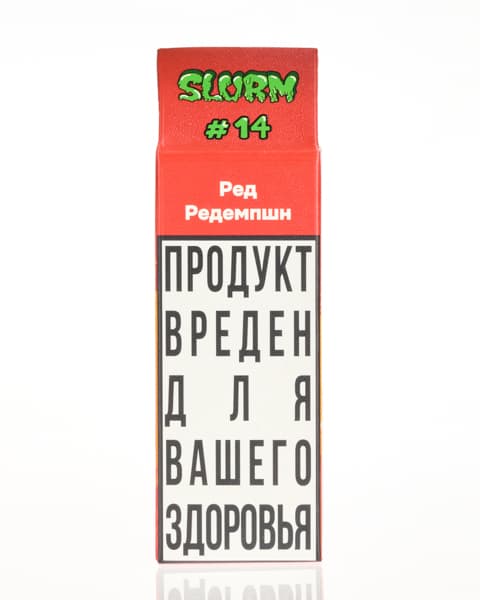 SLURM
#14
Ред
Редемпшн
ПРОДУКТ
ВРЕДЕН
ДЛЯ
ВАШЕГО
ЗДОРОВЬЯ